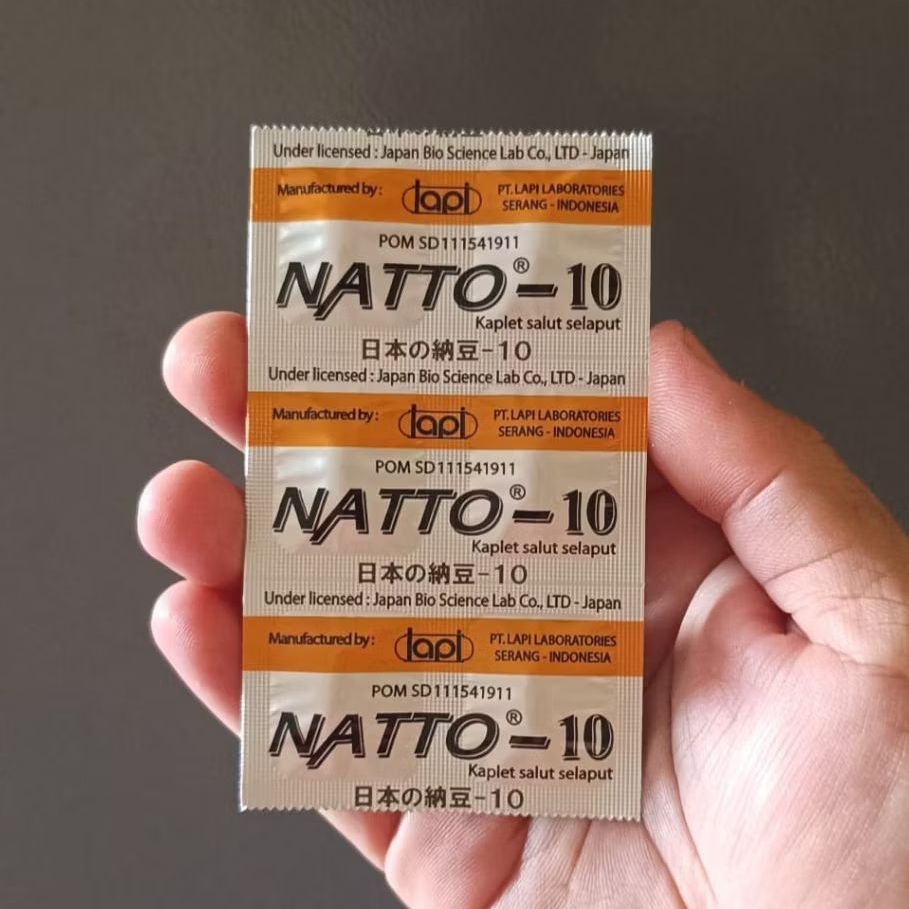 Under licensed : Japan Bio Science Lab Co., LTD - Japan
Manufactured by : lapi PT. LAPI LABORATORIES
SERANG - INDONESIA
POM SD111541911
NATTO® - 10
Kaplet salut selaput
日本の納豆-10
Under licensed : Japan Bio Science Lab Co., LTD - Japan
Manufactured by : lapi PT. LAPI LABORATORIES
SERANG - INDONESIA
POM SD111541911
NATTO® - 10
Kaplet salut selaput
日本の納豆-10
Under licensed : Japan Bio Science Lab Co., LTD - Japan
Manufactured by : lapi PT. LAPI LABORATORIES
SERANG - INDONESIA
POM SD111541911
NATTO® - 10
Kaplet salut selaput
日本の納豆-10